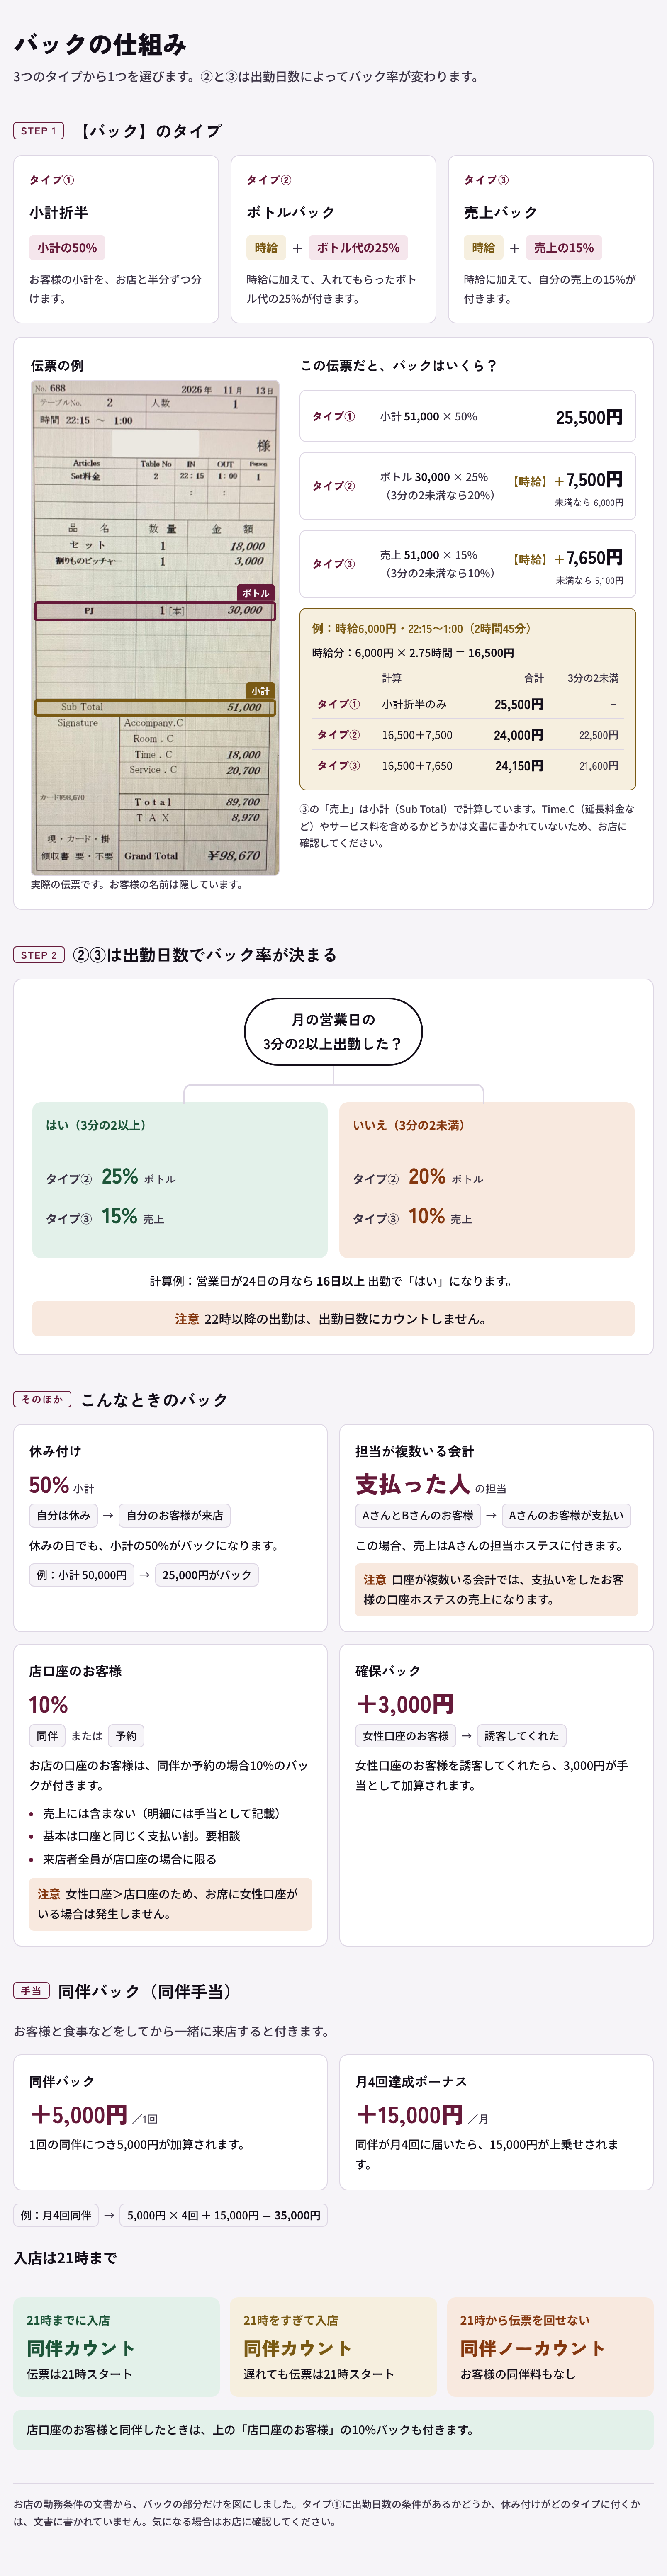 バックの仕組み
3つのタイプから1つを選びます。②と③は出勤日数によってバック率が変わります。
STEP 1 【バック】のタイプ
タイプ①
小計折半
小計の50%
お客様の小計を、お店と半分ずつ分
けます。
タイプ②
ボトルバック
時給 + ボトル代の25%
時給に加えて、入れてもらったボト
ル代の25%が付きます。
タイプ③
売上バック
時給 + 売上の15%
時給に加えて、自分の売上の15%が
付きます。
伝票の例
No. 688 2026年 11月 13日
テーブルNo. 2 人数 1
時間 22:15 ～ 1:00
様
Articles Table No IN OUT Person
Set料金 2 22:15 1:00 1
: :
品 名 数 量 金 額
セット 1 18,000
割りものピッチャー 1 3,000
ボトル
PJ 1 [本] 30,000
小計
Sub Total 51,000
Signature Accompany.C
Room . C
Time . C 18,000
Service . C 20,700
カード¥98,670
Total 89,700
TAX 8,970
現・カード・掛
領収書 要・不要 Grand Total ¥98,670
実際の伝票です。お客様の名前は隠しています。
この伝票だと、バックはいくら？
タイプ① 小計 51,000 × 50% 25,500円
タイプ② ボトル 30,000 × 25% 【時給】+7,500円
（3分の2未満なら20%） 未満なら 6,000円
タイプ③ 売上 51,000 × 15% 【時給】+7,650円
（3分の2未満なら10%） 未満なら 5,100円
例：時給6,000円・22:15〜1:00（2時間45分）
時給分：6,000円 × 2.75時間 = 16,500円
計算 合計 3分の2未満
タイプ① 小計折半のみ 25,500円 –
タイプ② 16,500+7,500 24,000円 22,500円
タイプ③ 16,500+7,650 24,150円 21,600円
③の「売上」は小計（Sub Total）で計算しています。Time.C（延長料金な
ど）やサービス料を含めるかどうかは文書に書かれていないため、お店に
確認してください。
STEP 2 ②③は出勤日数でバック率が決まる
月の営業日の
3分の2以上出勤した？
はい（3分の2以上）
タイプ② 25% ボトル
タイプ③ 15% 売上
いいえ（3分の2未満）
タイプ② 20% ボトル
タイプ③ 10% 売上
計算例：営業日が24日の月なら 16日以上 出勤で「はい」になります。
注意 22時以降の出勤は、出勤日数にカウントしません。
そのほか こんなときのバック
休み付け
50% 小計
自分は休み → 自分のお客様が来店
休みの日でも、小計の50%がバックになります。
例：小計 50,000円 → 25,000円がバック
担当が複数いる会計
支払った人 の担当
AさんとBさんのお客様 → Aさんのお客様が支払い
この場合、売上はAさんの担当ホステスに付きます。
注意 口座が複数いる会計では、支払いをしたお客
様の口座ホステスの売上になります。
店口座のお客様
10%
同伴 または 予約
お店の口座のお客様は、同伴か予約の場合10%のバッ
クが付きます。
• 売上には含まない（明細には手当として記載）
• 基本は口座と同じく支払い割。要相談
• 来店者全員が店口座の場合に限る
注意 女性口座＞店口座のため、お席に女性口座が
いる場合は発生しません。
確保バック
+3,000円
女性口座のお客様 → 誘客してくれた
女性口座のお客様を誘客してくれたら、3,000円が手
当として加算されます。
手当 同伴バック（同伴手当）
お客様と食事などをしてから一緒に来店すると付きます。
同伴バック
+5,000円 ／1回
1回の同伴につき5,000円が加算されます。
月4回達成ボーナス
+15,000円 ／月
同伴が月4回に届いたら、15,000円が上乗せされま
す。
例：月4回同伴 → 5,000円 × 4回 + 15,000円 = 35,000円
入店は21時まで
21時までに入店
同伴カウント
伝票は21時スタート
21時をすぎて入店
同伴カウント
遅れても伝票は21時スタート
21時から伝票を回せない
同伴ノーカウント
お客様の同伴料もなし
店口座のお客様と同伴したときは、上の「店口座のお客様」の10%バックも付きます。
お店の勤務条件の文書から、バックの部分だけを図にしました。タイプ①に出勤日数の条件があるかどうか、休み付けがどのタイプに付くか
は、文書に書かれていません。気になる場合はお店に確認してください。